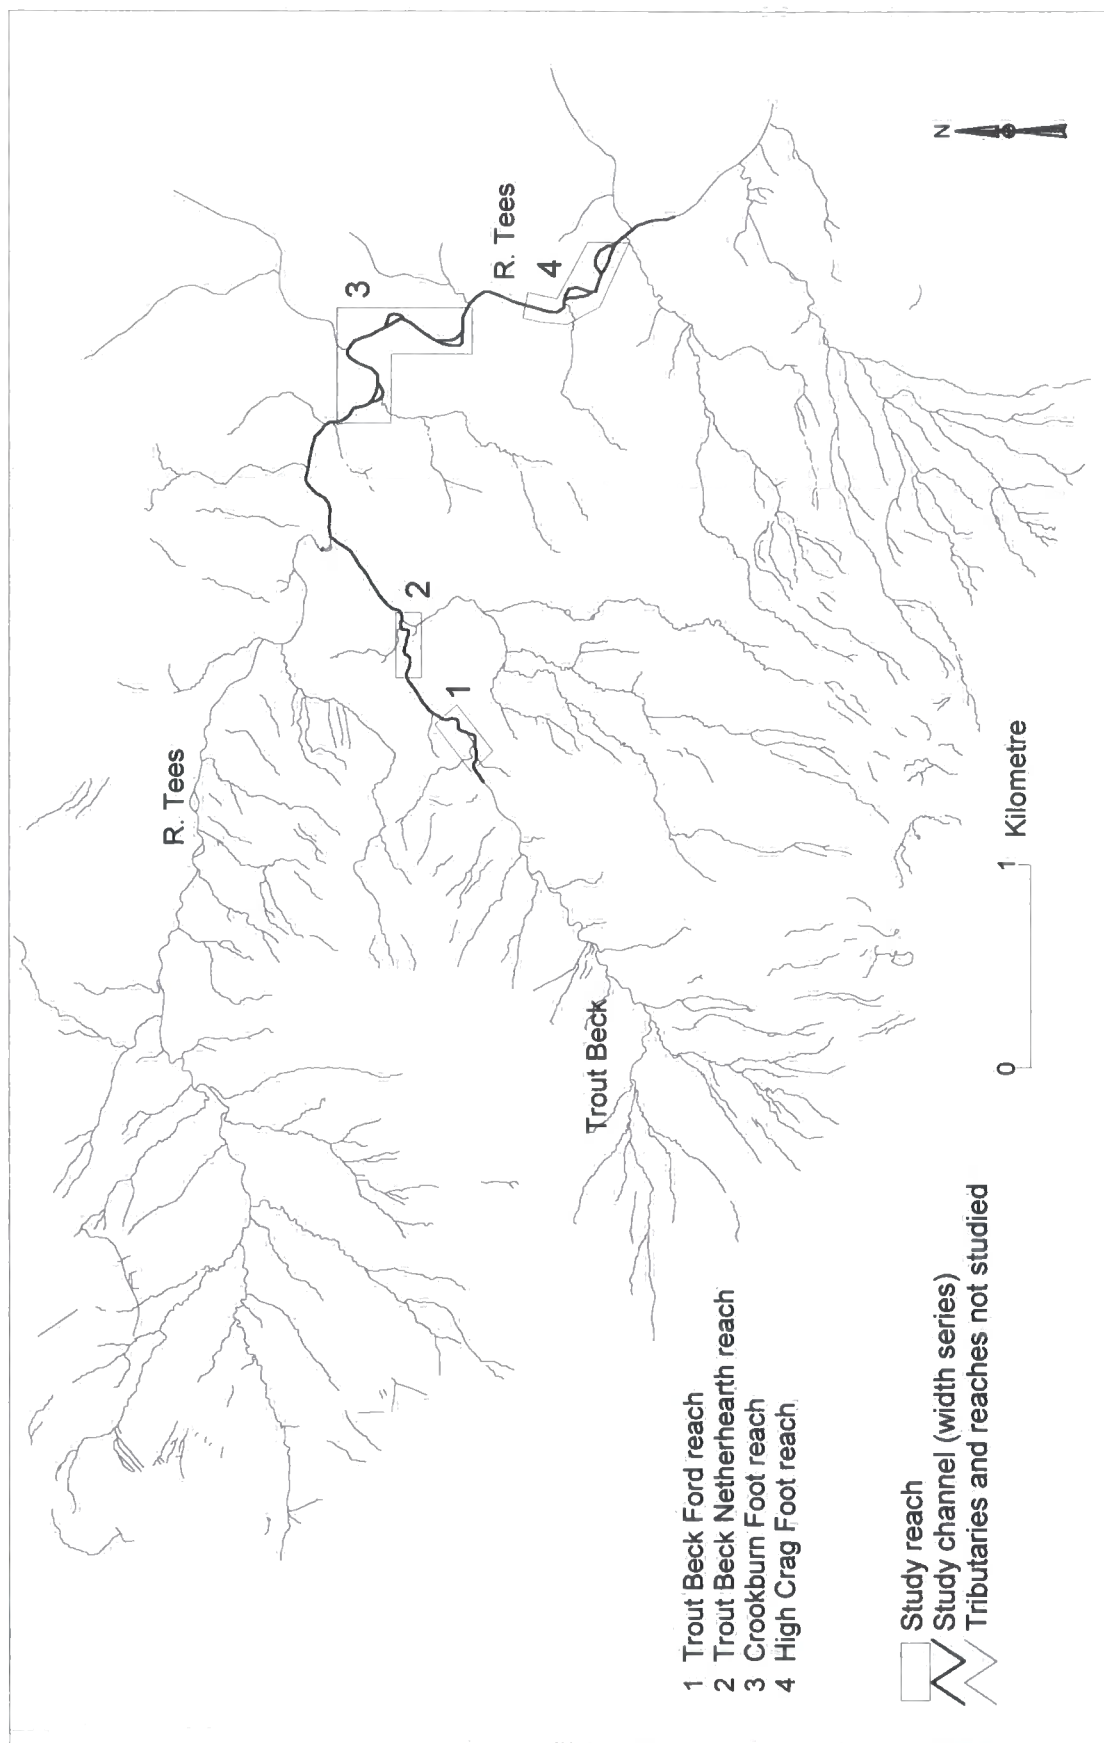 R. Tees
3
R. Tees
4
2
1
N
Trout Beck
1 Trout Beck Ford reach
2 Trout Beck Netherhearth reach
3 Crookburn Foot reach
4 High Crag Foot reach
0 1 Kilometre
Study reach
Study channel (width series)
Tributaries and reaches not studied